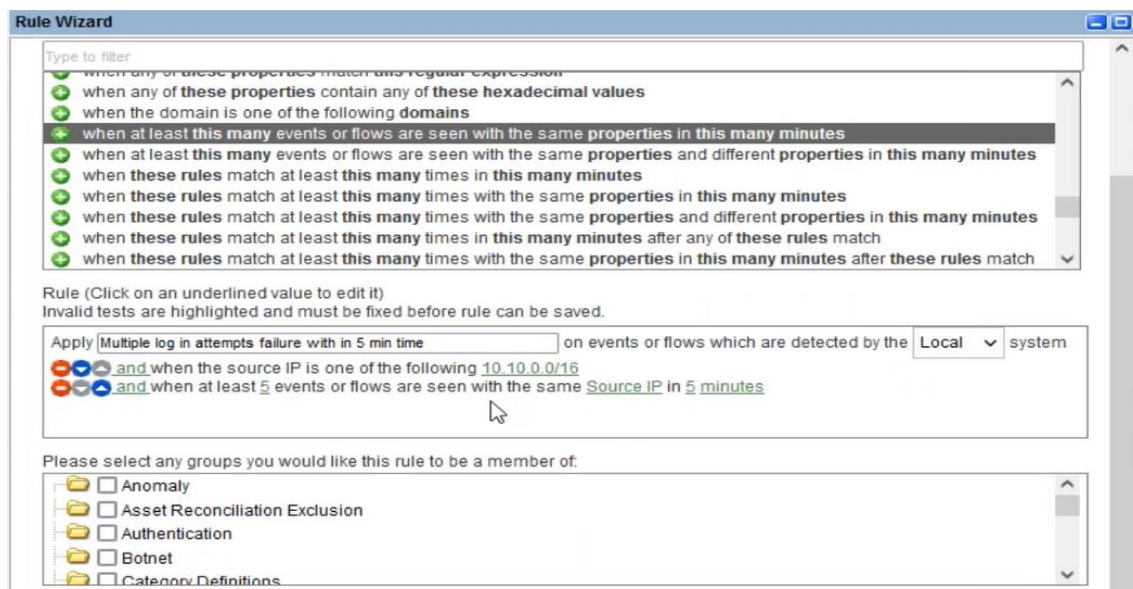 Rule Wizard
Type to filter
when any of these properties match this regular expression
when any of these properties contain any of these hexadecimal values
when the domain is one of the following domains
when at least this many events or flows are seen with the same properties in this many minutes
when at least this many events or flows are seen with the same properties and different properties in this many minutes
when these rules match at least this many times in this many minutes
when these rules match at least this many times with the same properties in this many minutes
when these rules match at least this many times with the same properties and different properties in this many minutes
when these rules match at least this many times in this many minutes after any of these rules match
when these rules match at least this many times with the same properties in this many minutes after these rules match
Rule (Click on an underlined value to edit it)
Invalid tests are highlighted and must be fixed before rule can be saved.
Apply Multiple log in attempts failure with in 5 min time on events or flows which are detected by the Local system
and when the source IP is one of the following 10.10.0.0/16
and when at least 5 events or flows are seen with the same Source IP in 5 minutes
Please select any groups you would like this rule to be a member of:
Anomaly
Asset Reconciliation Exclusion
Authentication
Botnet
Category Definitions